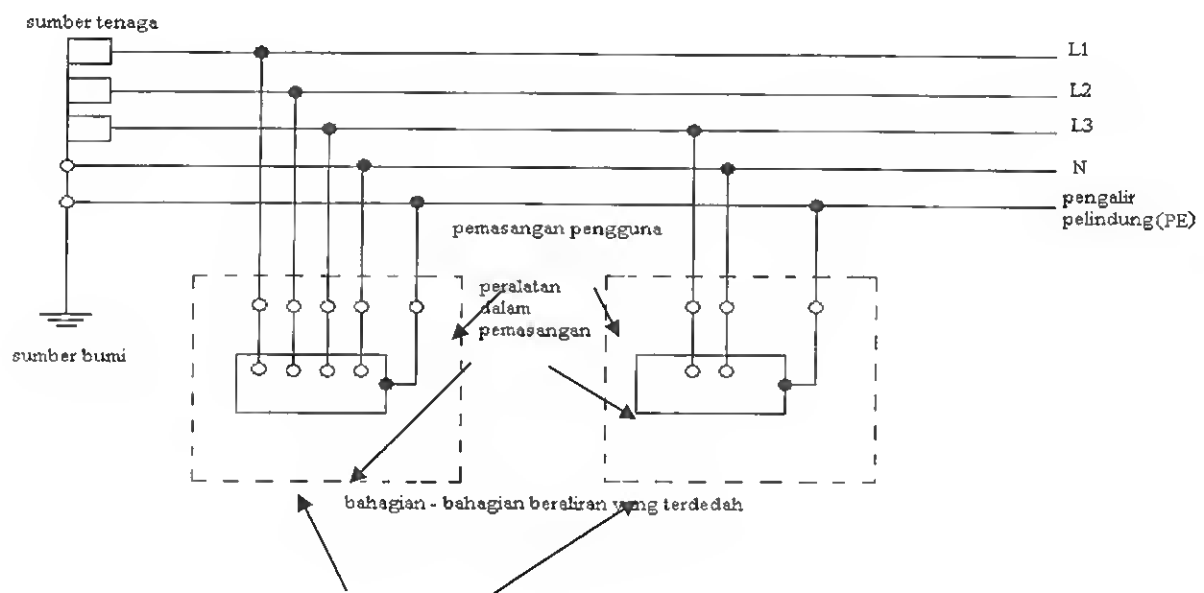 sumber tenaga
L1
L2
L3
N
pengalir
pelindung(PE)
pemasangan pengguna
peralatan
dalam
pemasangan
sumber bumi
bahagian - bahagian beraliran yang terdedah